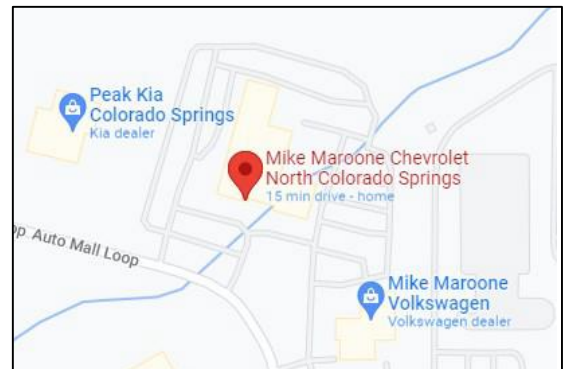 Peak Kia
Colorado Springs
Kia dealer
Mike Maroone Chevrolet
North Colorado Springs
15 min drive - home
op Auto Mall Loop
Mike Maroone
Volkswagen
Volkswagen dealer